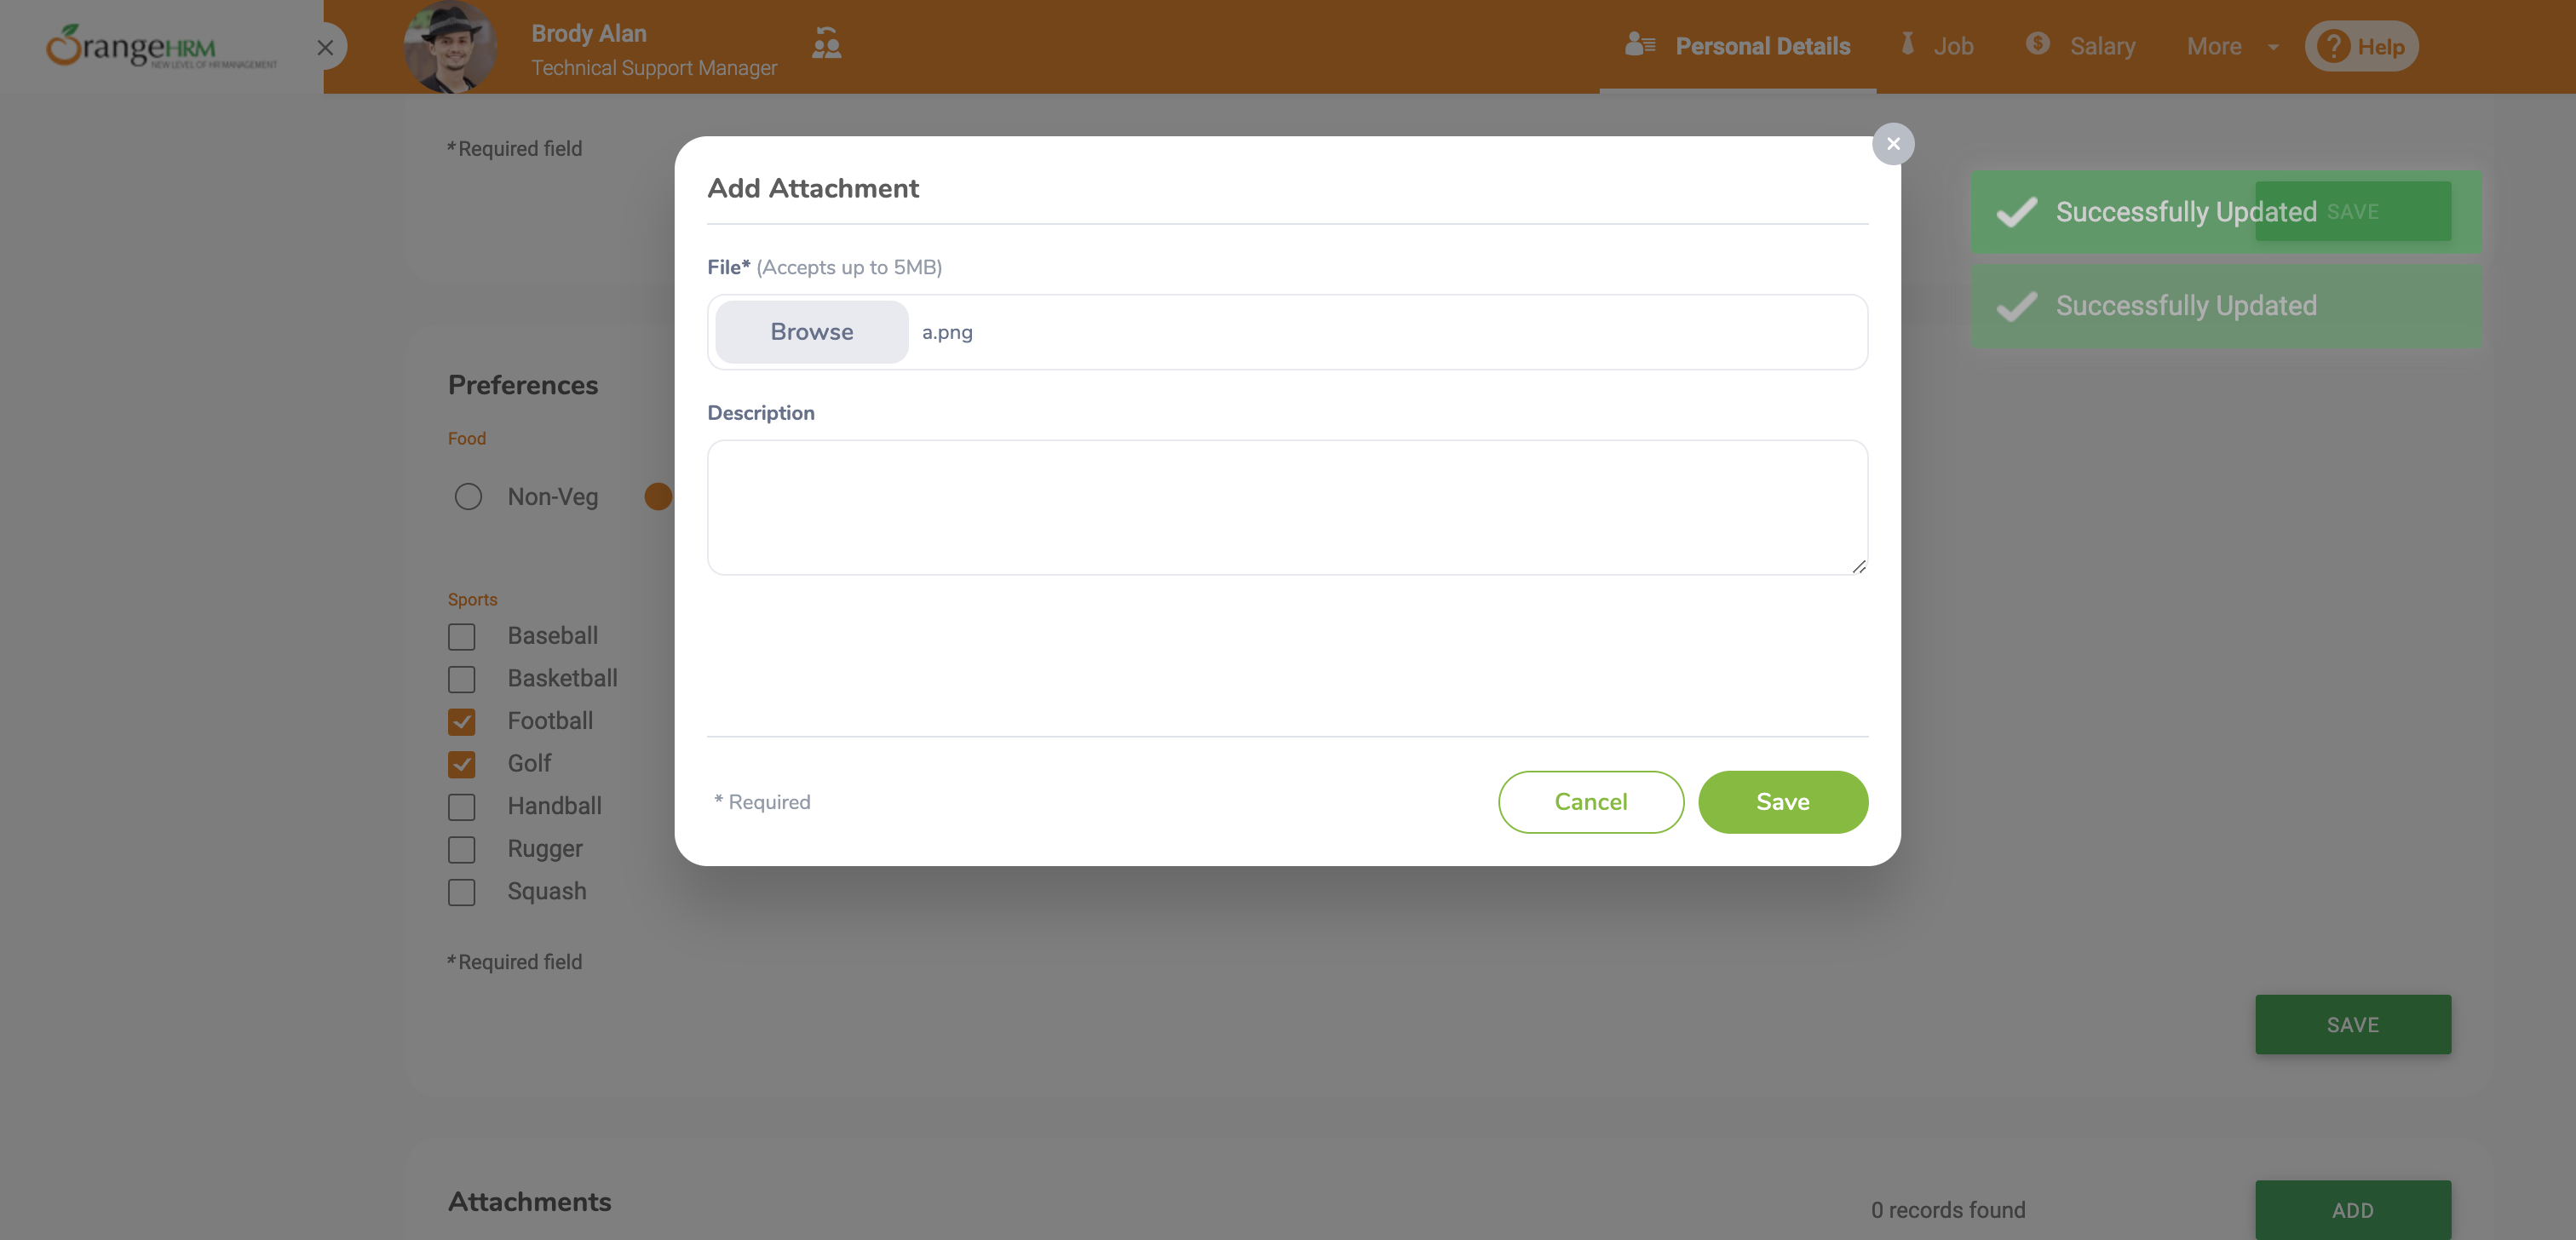 OrangeHRM
NEW LEVEL OF HR MANAGEMENT
Brody Alan
Technical Support Manager
Personal Details
Job
Salary
More
Help
* Required field
Add Attachment
File* (Accepts up to 5MB)
Browse
a.png
Description
* Required
Cancel
Save
Successfully Updated
SAVE
Successfully Updated
Preferences
Food
Non-Veg
Sports
Baseball
Basketball
Football
Golf
Handball
Rugger
Squash
* Required field
SAVE
Attachments
0 records found
ADD